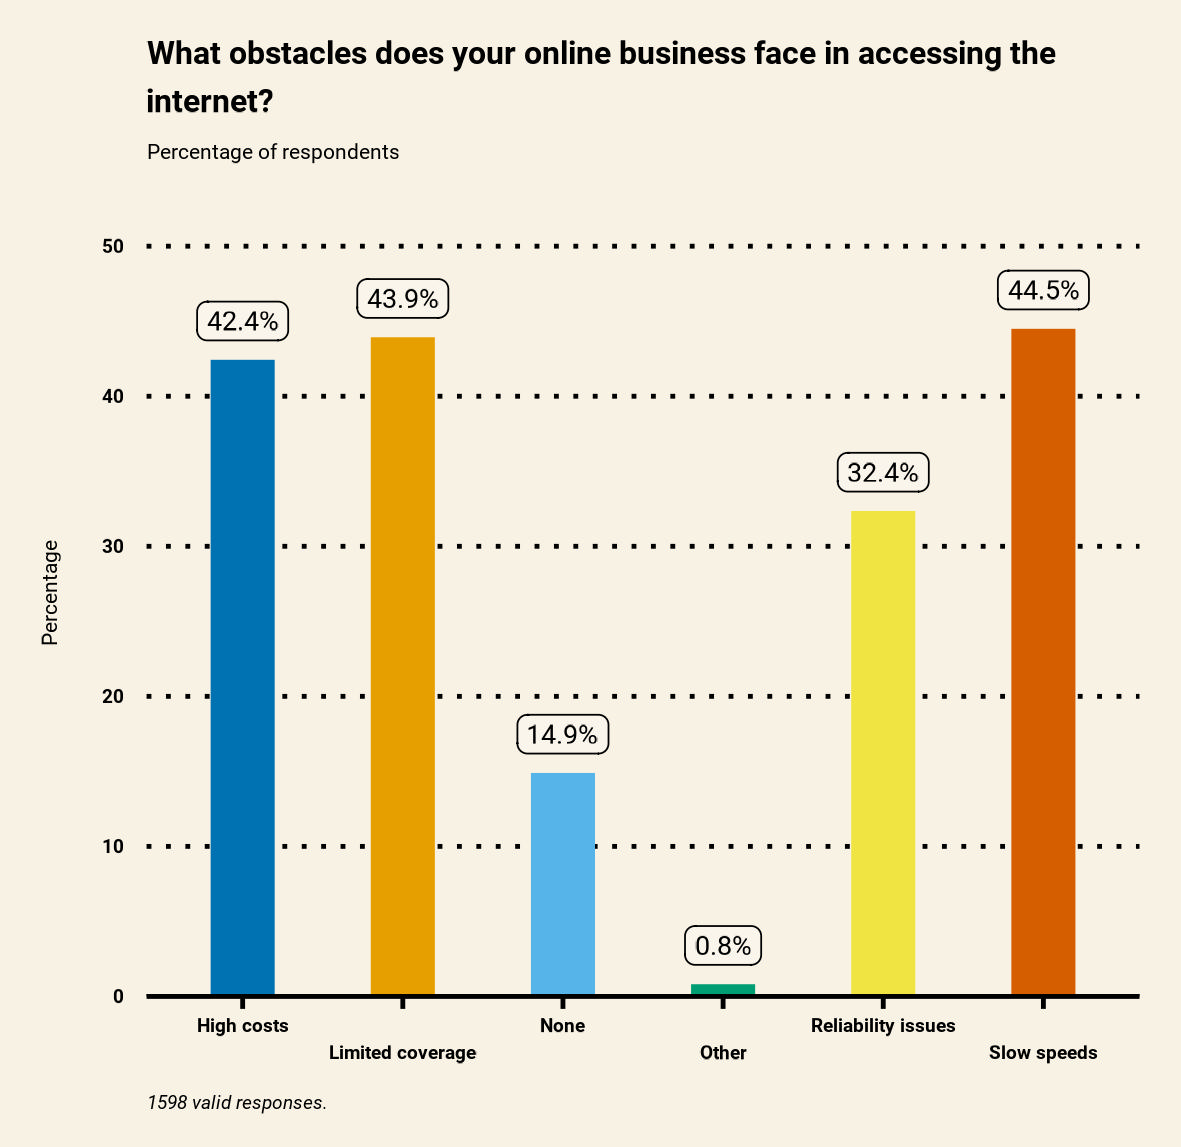 What obstacles does your online business face in accessing the
internet?
Percentage of respondents
50
44.5%
43.9%
42.4%
40
32.4%
30
Percentage
20
14.9%
10
0.8%
0
High costs
None
Reliability issues
Limited coverage
Other
Slow speeds
1598 valid responses.